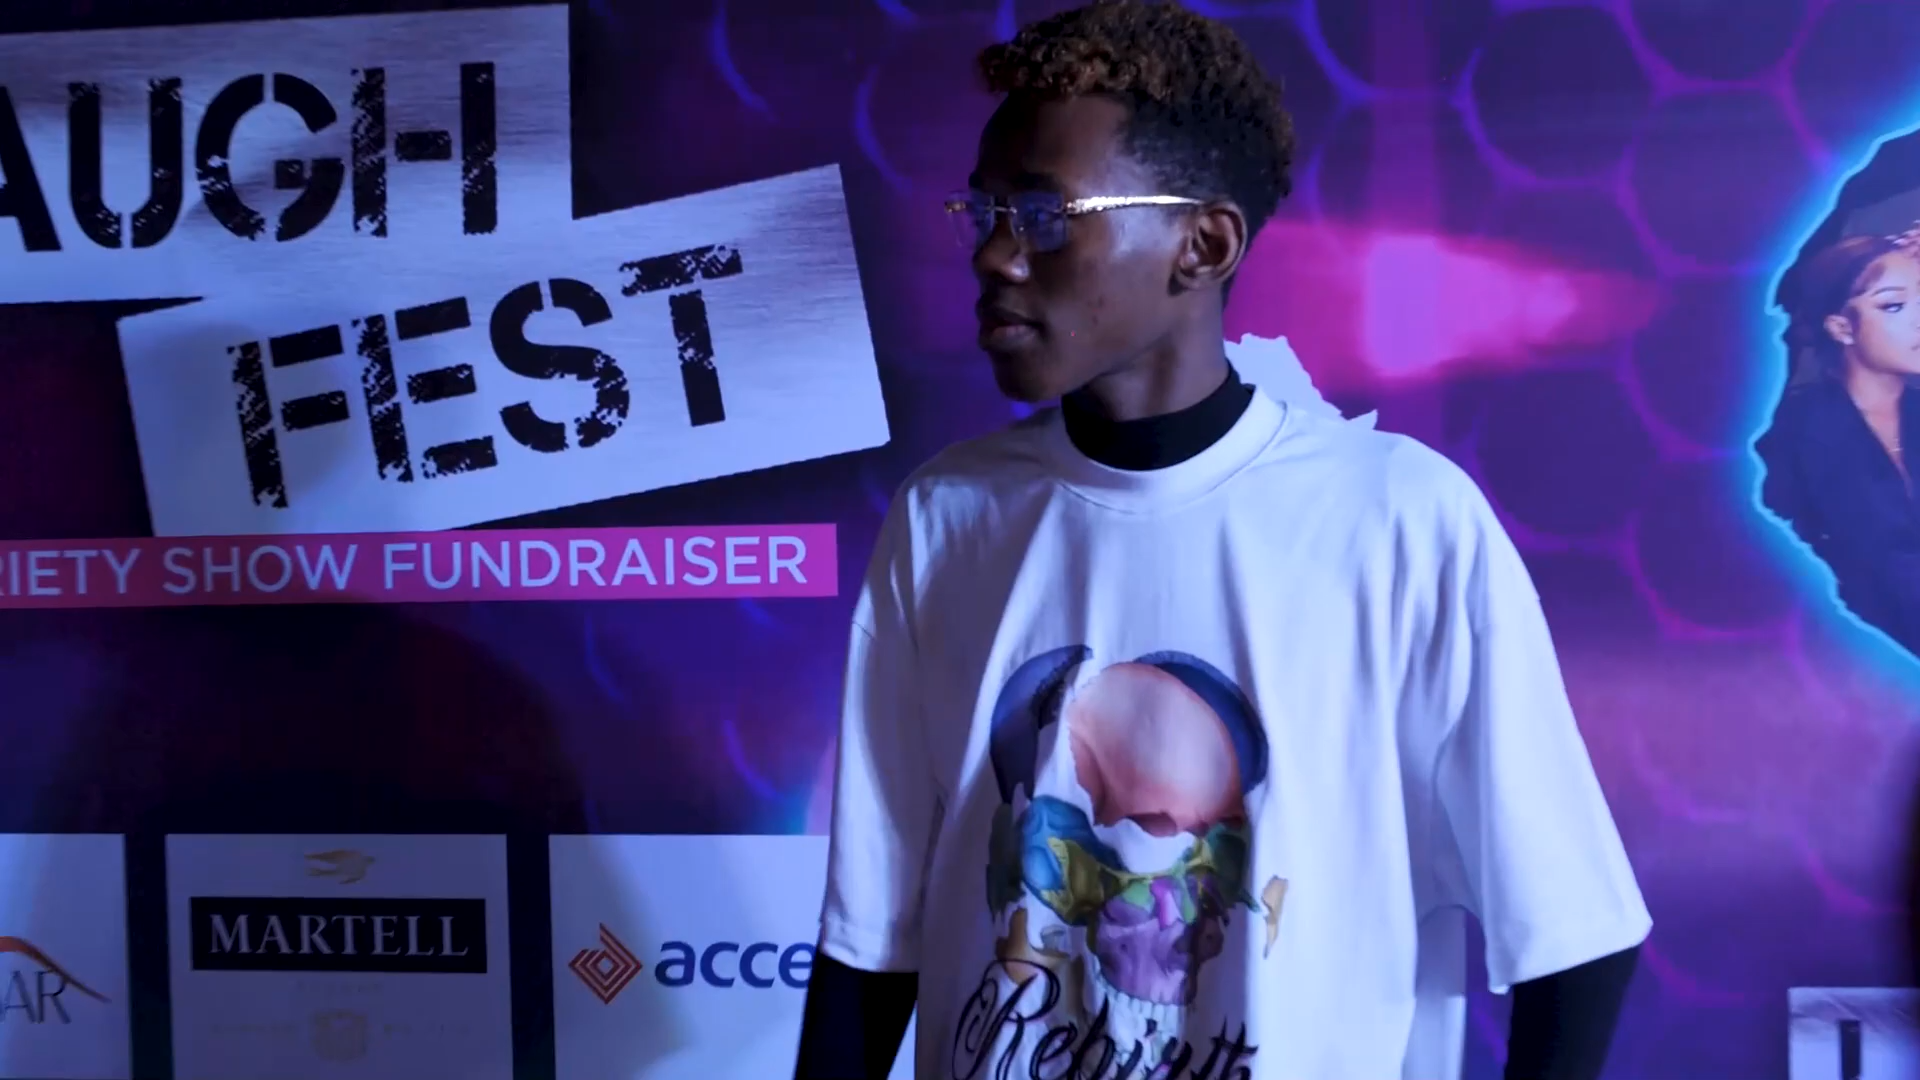 AUGH
FEST
RIETY SHOW FUNDRAISER
AR
MARTELL
acce
Rebirth